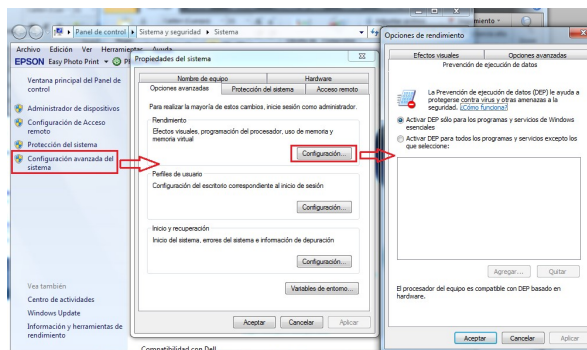 Panel de control ▸ Sistema y seguridad ▸ Sistema
Archivo Edición Ver Herramientas Ayuda
EPSON Easy Photo Print
Ventana principal del Panel de
control
Administrador de dispositivos
Configuración de Acceso
remoto
Protección del sistema
Configuración avanzada del
sistema
Vea también
Centro de actividades
Windows Update
Información y herramientas de
rendimiento
Propiedades del sistema
Nombre de equipo Hardware
Opciones avanzadas Protección del sistema Acceso remoto
Para realizar la mayoría de estos cambios, inicie sesión como administrador.
Rendimiento
Efectos visuales, programación del procesador, uso de memoria y
memoria virtual
Configuración...
Perfiles de usuario
Configuración del escritorio correspondiente al inicio de sesión
Configuración...
Inicio y recuperación
Inicio del sistema, errores del sistema e información de depuración
Configuración...
Variables de entorno...
Aceptar Cancelar Aplicar
Compatibilidad con Dell
Opciones de rendimiento
Efectos visuales Opciones avanzadas
Prevención de ejecución de datos
La Prevención de ejecución de datos (DEP) le ayuda a
protegerse contra virus y otras amenazas a la
seguridad. ¿Cómo funciona?
Activar DEP sólo para los programas y servicios de Windows
esenciales
Activar DEP para todos los programas y servicios excepto los
que seleccione:
Agregar... Quitar
El procesador del equipo es compatible con DEP basado en
hardware.
Aceptar Cancelar Aplicar